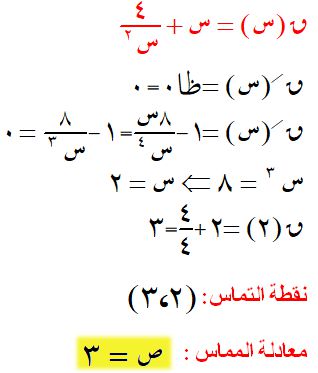 ق(س) = س + ٤/س٢
قَ(س) = ظا٠ = ٠
قَ(س) = ١ - ٨س/س٤ = ١ - ٨/س٣ = ٠
س٣ = ٨ ⇐ س = ٢
ق(٢) = ٢ + ٤/٤ = ٣
نقطة التماس: (٣،٢)
معادلة المماس: ص = ٣